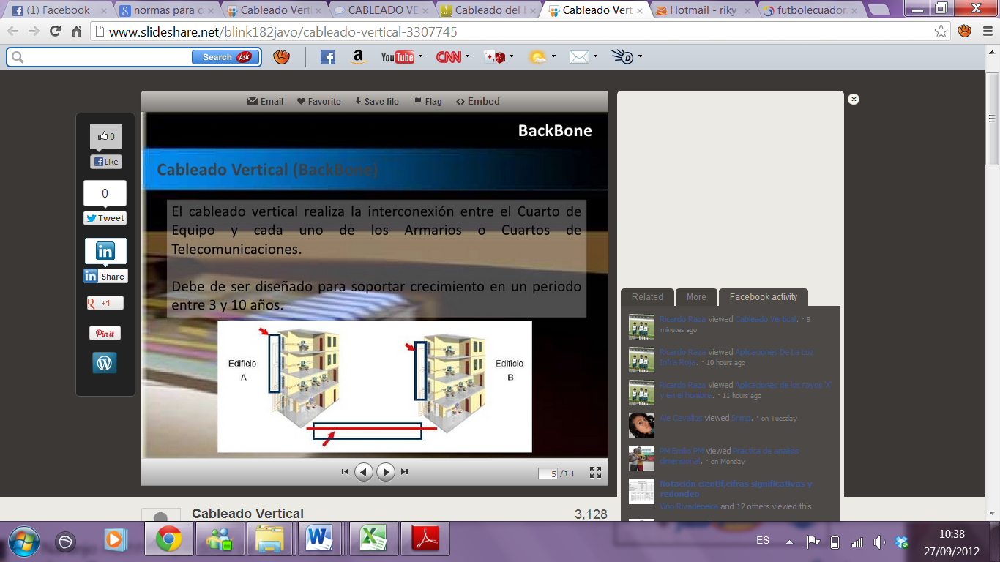 (1) Facebook
normas para c
Cableado Verti
CABLEADO VE
Cableado del
Cableado Vert
Hotmail - riky_
futbolecuador.
www.slideshare.net/blink182javo/cableado-vertical-3307745
Search Ask
You Tube
CNN
Email
Favorite
Save file
Flag
Embed
0
Like
0
Tweet
in
in Share
+1
Pin it
BackBone
Cableado Vertical (BackBone)
El cableado vertical realiza la interconexión entre el Cuarto de
Equipo y cada uno de los Armarios o Cuartos de
Telecomunicaciones.
Debe de ser diseñado para soportar crecimiento en un periodo
entre 3 y 10 años.
Edificio
A
Edificio
B
5 /13
Cableado Vertical
3,128
Related
More
Facebook activity
Ricardo Raza viewed Cableado Vertical. · 9
minutes ago
Ricardo Raza viewed Aplicaciones De La Luz
Infra Roja. · 10 hours ago
Ricardo Raza viewed Aplicaciones de los rayos 'X'
y en el hombre. · 11 hours ago
Ale Cevallos viewed Snmp. · on Tuesday
PM Emilio PM viewed Practica de analisis
dimensional. · on Monday
Notación cientif,cifras significativas y
redondeo
Vino Rivadeneira and 12 others viewed this.
ES
10:38
27/09/2012